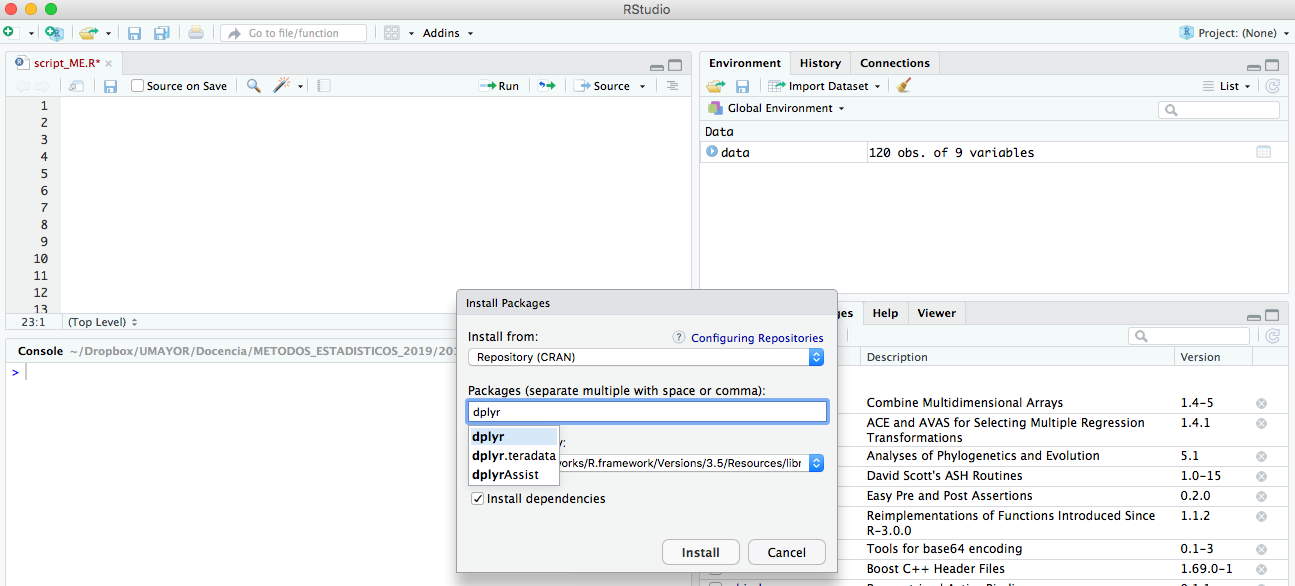 RStudio
Go to file/function
Addins
Project: (None)
script_ME.R*
Source on Save
Run
Source
1
2
3
4
5
6
7
8
9
10
11
12
13
23:1
(Top Level)
Console ~/Dropbox/UMAYOR/Docencia/METODOS_ESTADISTICOS_2019/201
>
Environment
History
Connections
Import Dataset
List
Global Environment
Data
data
120 obs. of 9 variables
Install Packages
Install from:
? Configuring Repositories
Repository (CRAN)
Packages (separate multiple with space or comma):
dplyr
dplyr
dplyr.teradata
dplyrAssist
y:
works/R.framework/Versions/3.5/Resources/libr
Install dependencies
Install
Cancel
ges
Help
Viewer
Description
Version
Combine Multidimensional Arrays
1.4-5
ACE and AVAS for Selecting Multiple Regression
Transformations
1.4.1
Analyses of Phylogenetics and Evolution
5.1
David Scott's ASH Routines
1.0-15
Easy Pre and Post Assertions
0.2.0
Reimplementations of Functions Introduced Since
R-3.0.0
1.1.2
Tools for base64 encoding
0.1-3
Boost C++ Header Files
1.69.0-1